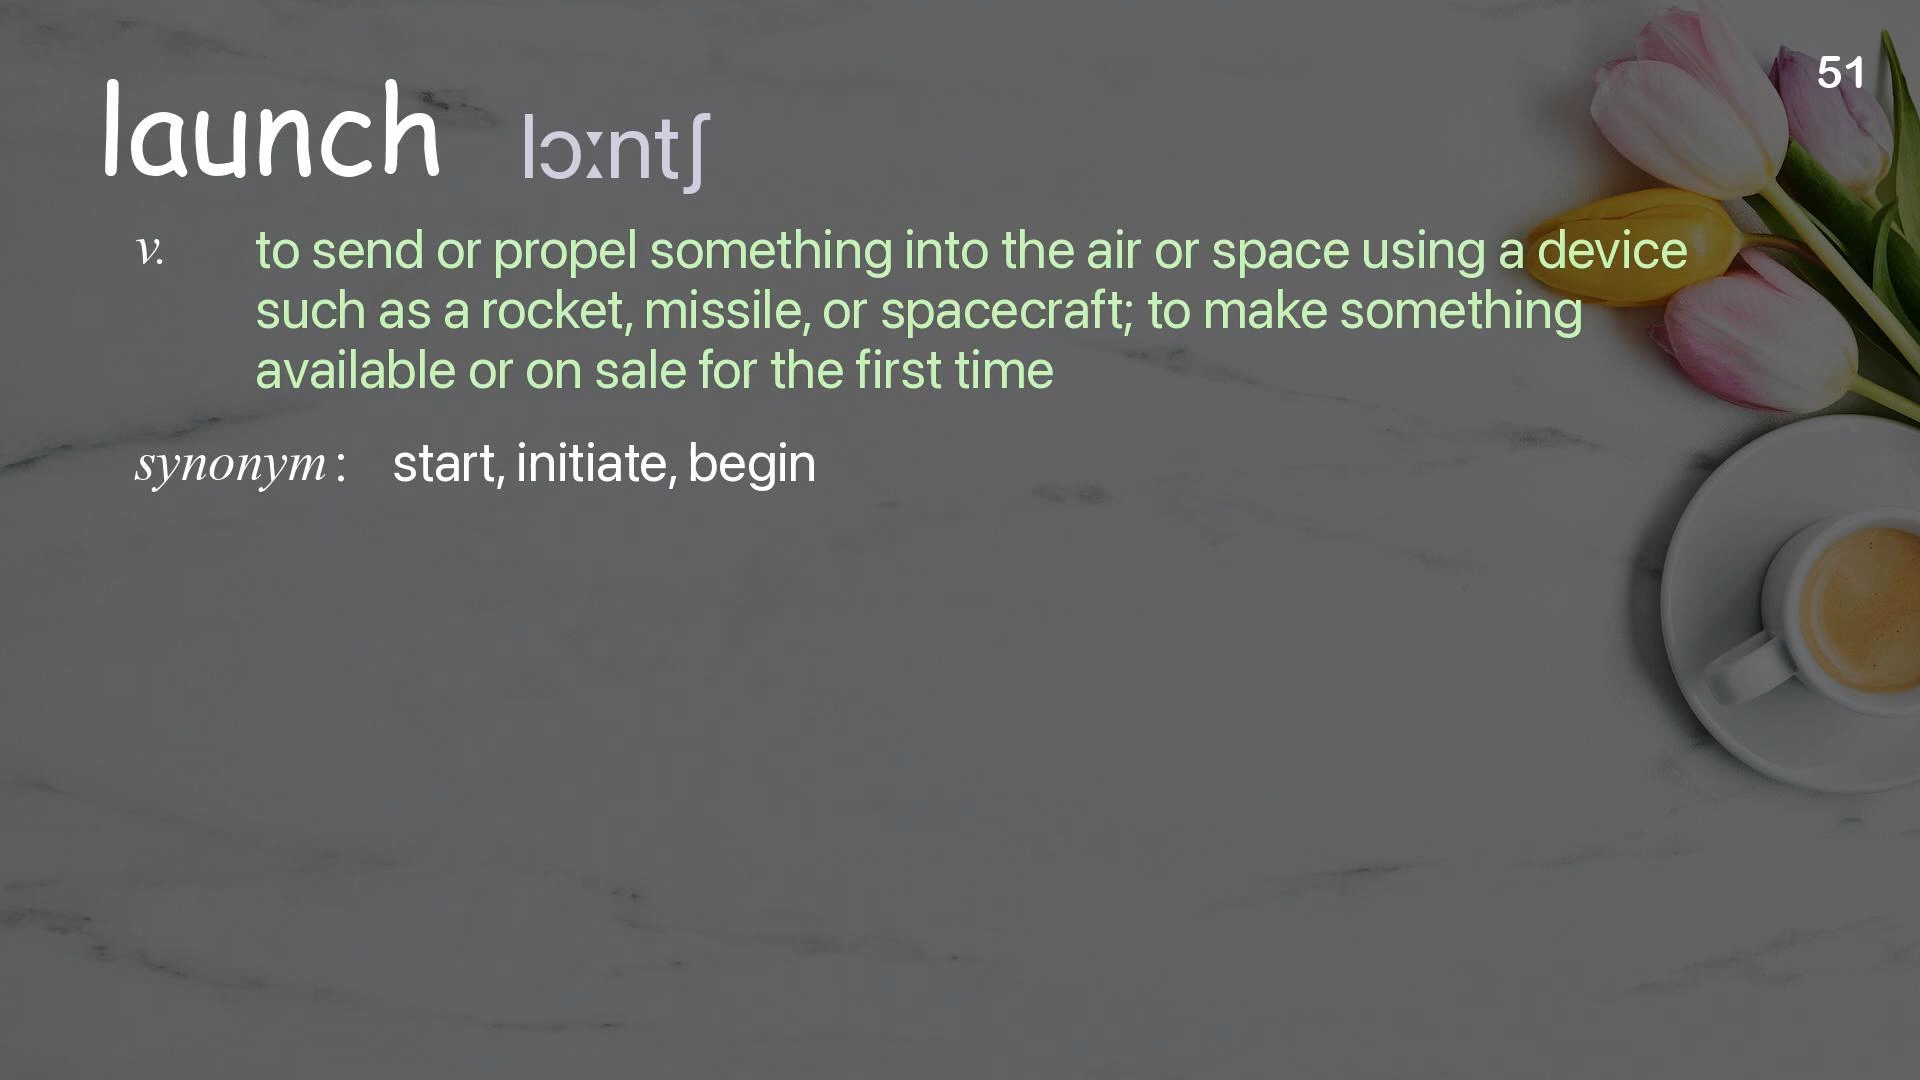 51
launch lɔːntʃ
v. to send or propel something into the air or space using a device
such as a rocket, missile, or spacecraft; to make something
available or on sale for the first time
synonym : start, initiate, begin